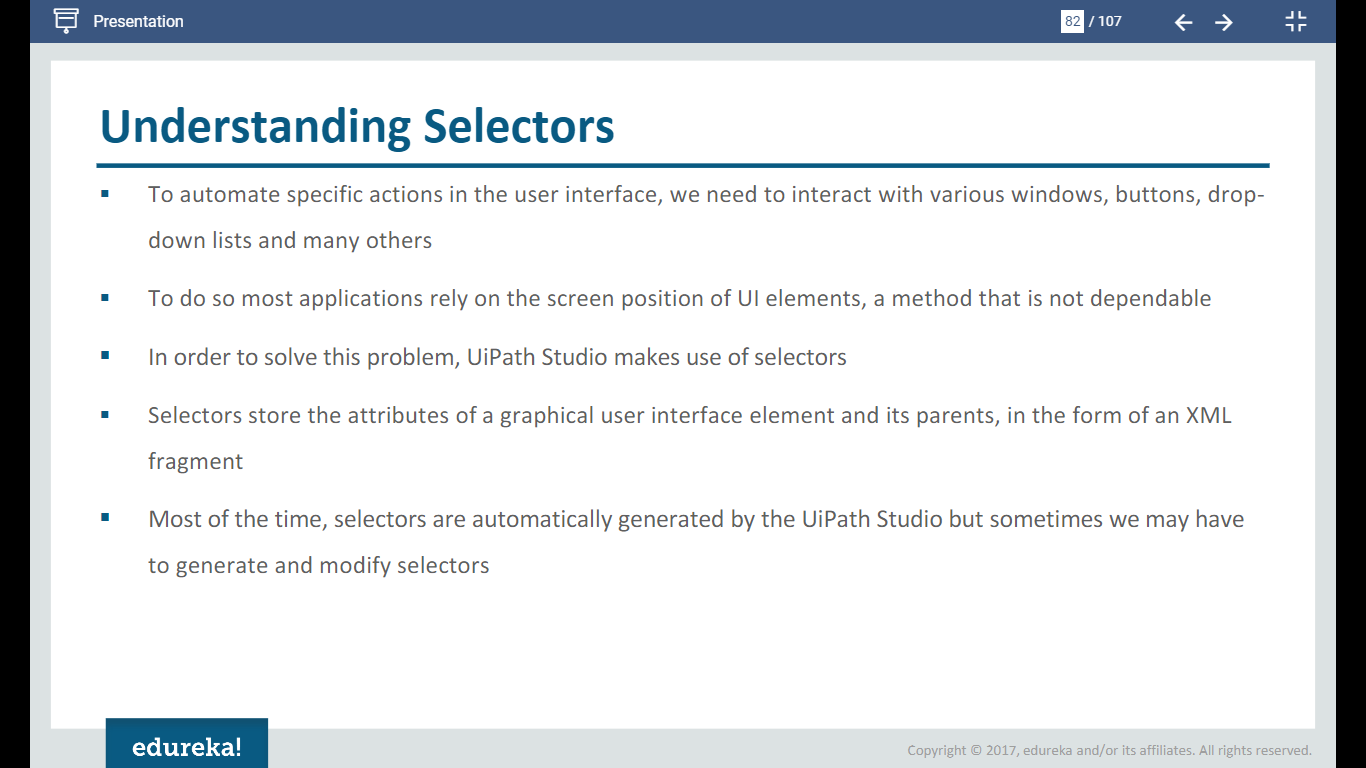 Presentation
82 / 107
Understanding Selectors
▪ To automate specific actions in the user interface, we need to interact with various windows, buttons, drop-
down lists and many others
▪ To do so most applications rely on the screen position of UI elements, a method that is not dependable
▪ In order to solve this problem, UiPath Studio makes use of selectors
▪ Selectors store the attributes of a graphical user interface element and its parents, in the form of an XML
fragment
▪ Most of the time, selectors are automatically generated by the UiPath Studio but sometimes we may have
to generate and modify selectors
edureka!
Copyright © 2017, edureka and/or its affiliates. All rights reserved.